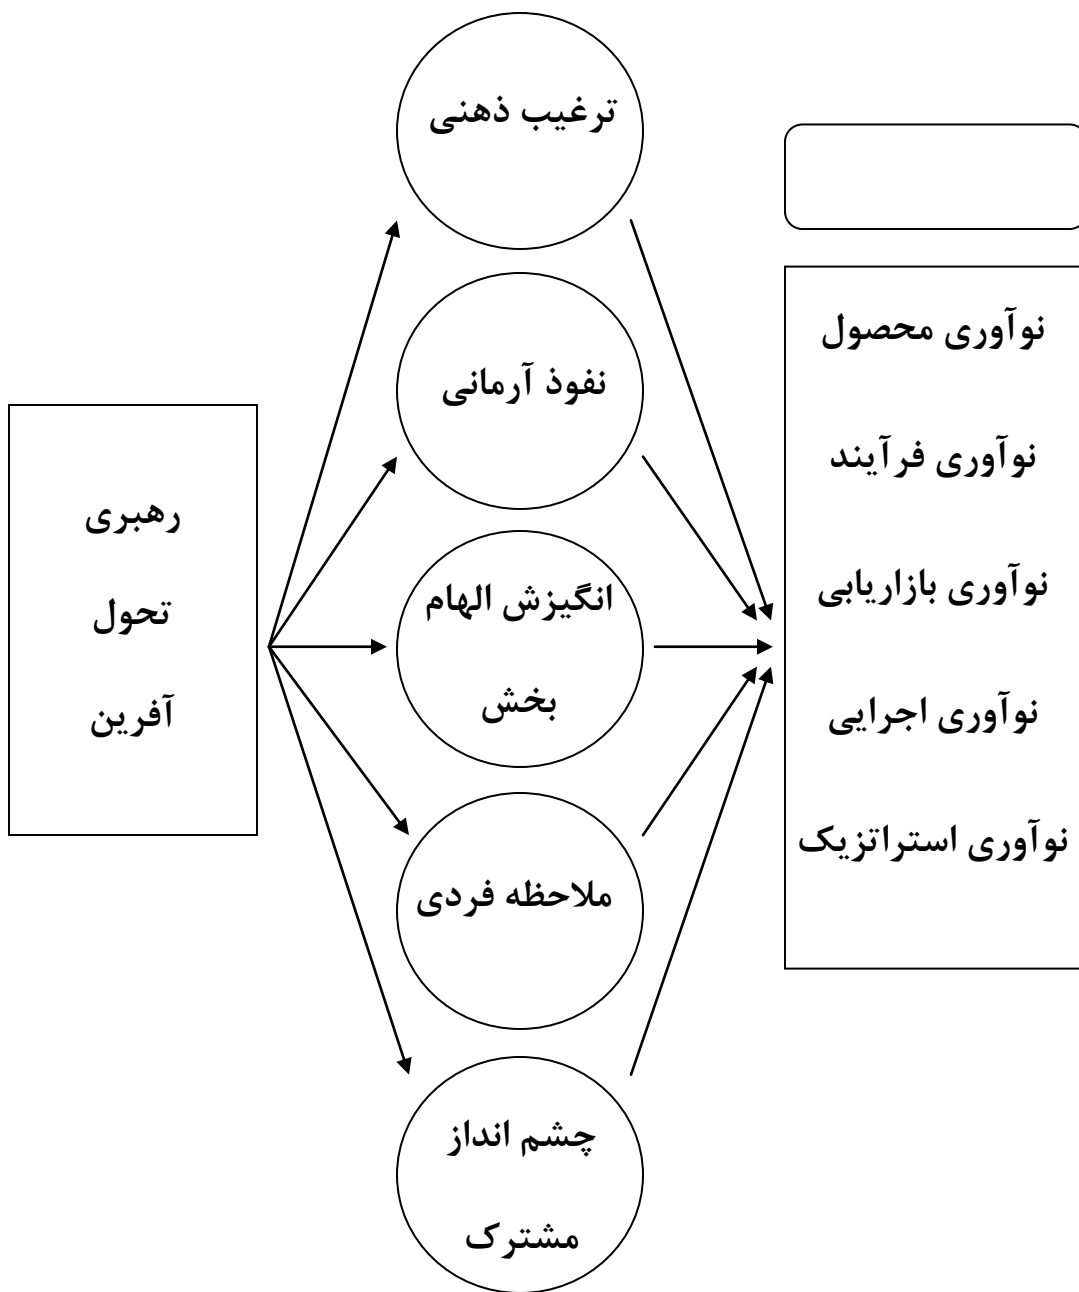 ترغیب ذهنی
نفوذ آرمانی
انگیزش الهام
بخش
ملاحظه فردی
چشم انداز
مشترک
رهبری
تحول
آفرین
نوآوری محصول
نوآوری فرآیند
نوآوری بازاریابی
نوآوری اجرایی
نوآوری استراتزیک